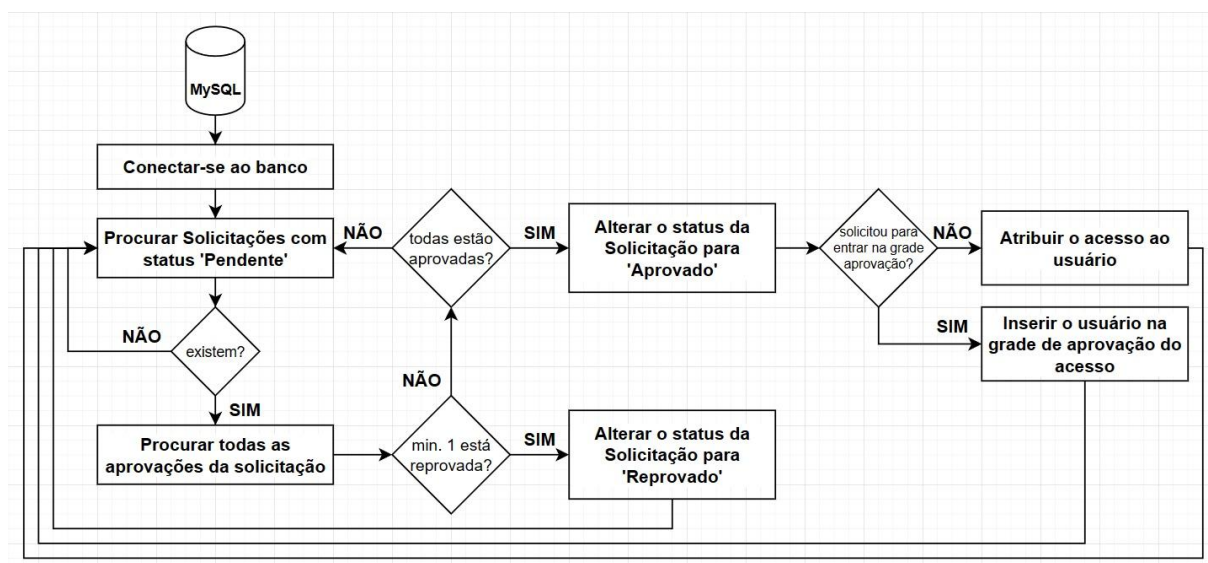 MySQL
Conectar-se ao banco
Procurar Solicitações com
status 'Pendente'
NÃO
existem?
SIM
Procurar todas as
aprovações da solicitação
min. 1 está
reprovada?
NÃO
SIM
Alterar o status da
Solicitação para
'Reprovado'
todas estão
aprovadas?
NÃO
SIM
Alterar o status da
Solicitação para
'Aprovado'
solicitou para
entrar na grade
aprovação?
NÃO
Atribuir o acesso ao
usuário
SIM
Inserir o usuário na
grade de aprovação do
acesso